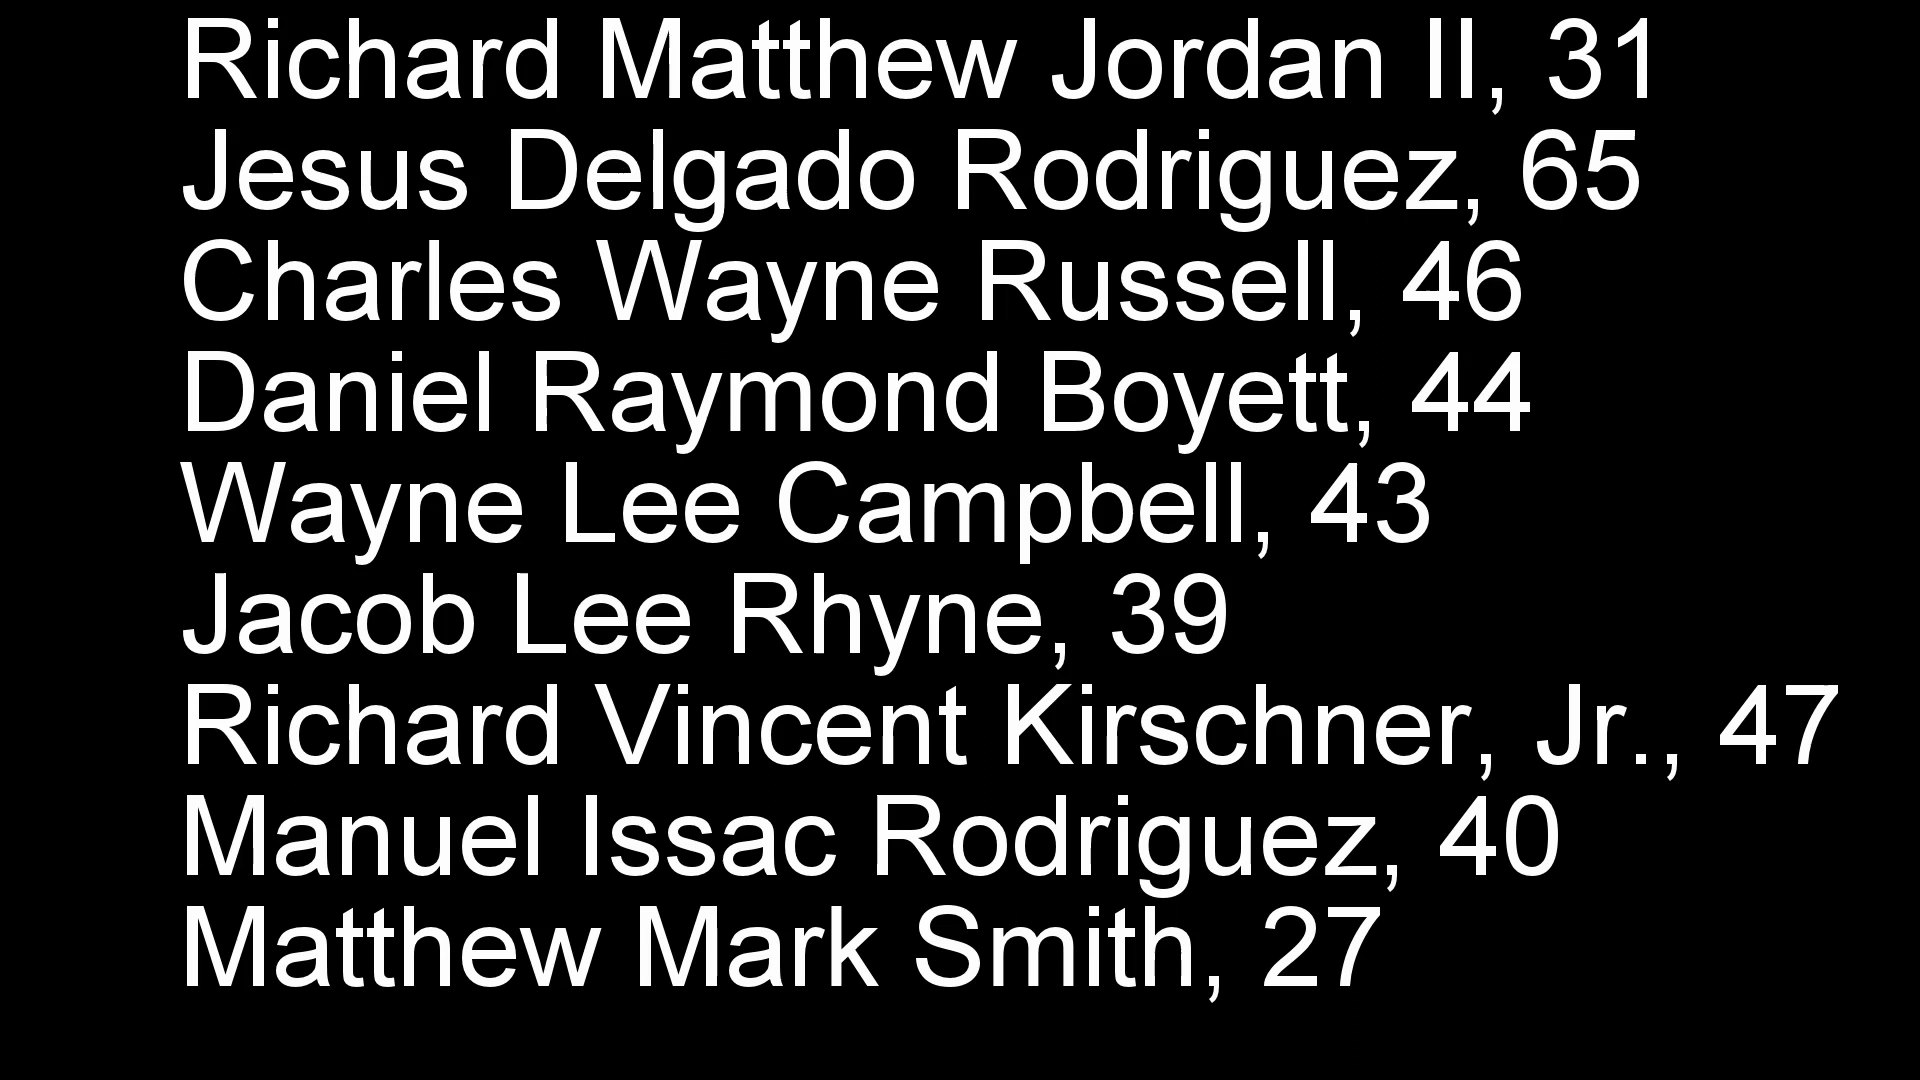 Richard Matthew Jordan II, 31
Jesus Delgado Rodriguez, 65
Charles Wayne Russell, 46
Daniel Raymond Boyett, 44
Wayne Lee Campbell, 43
Jacob Lee Rhyne, 39
Richard Vincent Kirschner, Jr., 47
Manuel Issac Rodriguez, 40
Matthew Mark Smith, 27